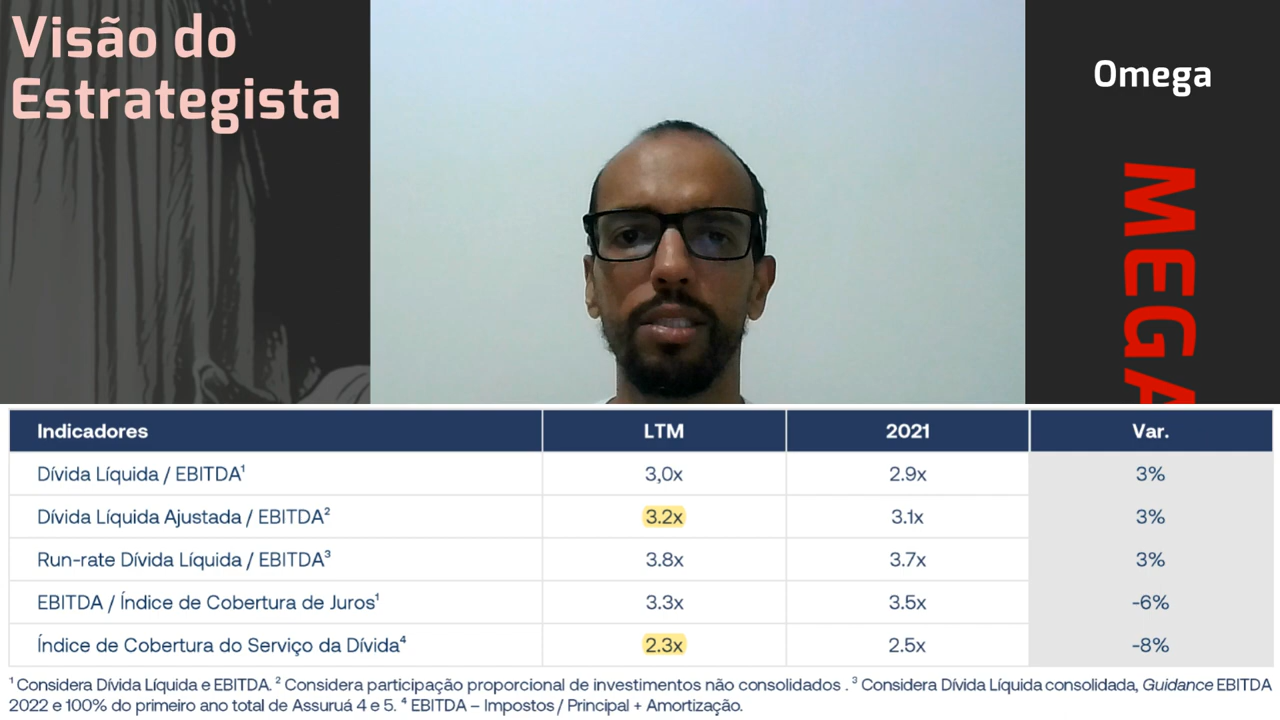 Visão do
Estrategista
Omega
MEGA
Indicadores LTM 2021 Var.
Dívida Líquida / EBITDA¹ 3,0x 2.9x 3%
Dívida Líquida Ajustada / EBITDA² 3.2x 3.1x 3%
Run-rate Dívida Líquida / EBITDA³ 3.8x 3.7x 3%
EBITDA / Índice de Cobertura de Juros¹ 3.3x 3.5x -6%
Índice de Cobertura do Serviço da Dívida⁴ 2.3x 2.5x -8%
¹ Considera Dívida Líquida e EBITDA. ² Considera participação proporcional de investimentos não consolidados . ³ Considera Dívida Líquida consolidada, Guidance EBITDA
2022 e 100% do primeiro ano total de Assuruá 4 e 5. ⁴ EBITDA – Impostos / Principal + Amortização.